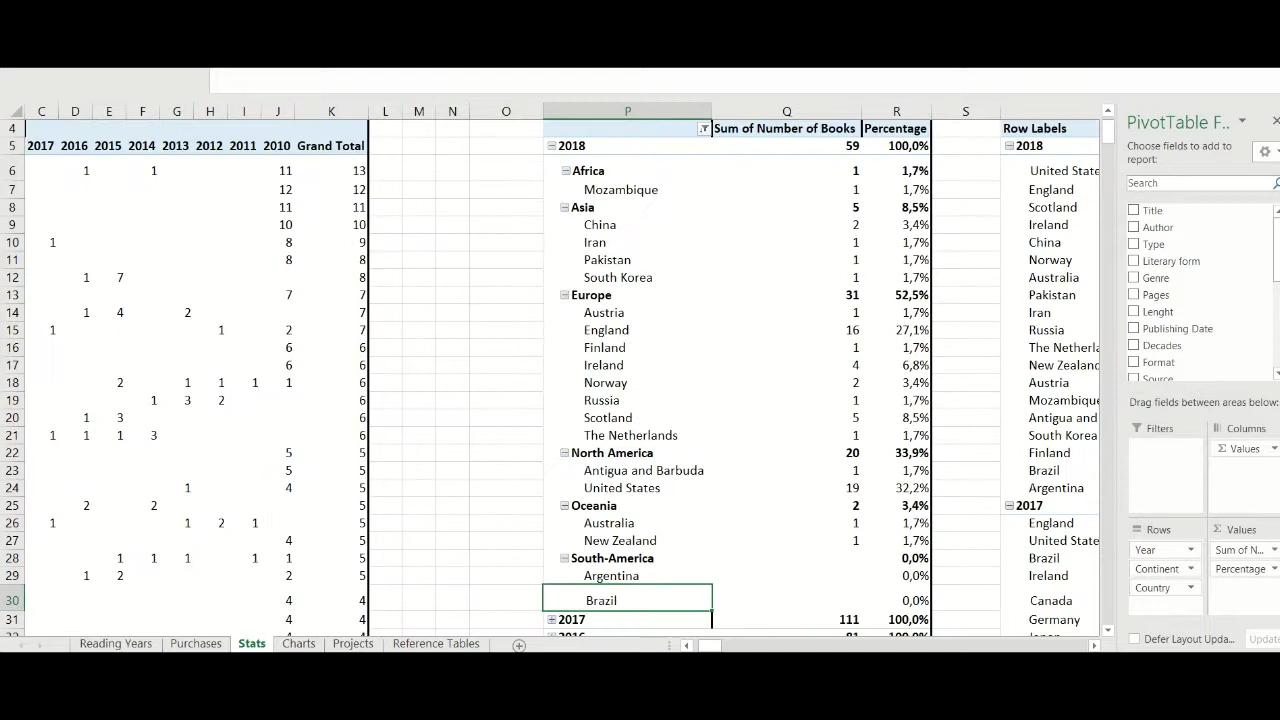 C D E F G H I J K L M N O P Q R S
4 Sum of Number of Books Percentage Row Labels
5 2017 2016 2015 2014 2013 2012 2011 2010 Grand Total 2018 59 100,0% 2018
6 1 1 11 13 Africa 1 1,7% United State
7 12 12 Mozambique 1 1,7% England
8 11 11 Asia 5 8,5% Scotland
9 10 10 China 2 3,4% Ireland
10 1 8 9 Iran 1 1,7% China
11 8 8 Pakistan 1 1,7% Norway
12 1 7 8 South Korea 1 1,7% Australia
13 7 7 Europe 31 52,5% Pakistan
14 1 4 2 7 Austria 1 1,7% Iran
15 1 1 2 7 England 16 27,1% Russia
16 6 6 Finland 1 1,7% The Netherla
17 6 6 Ireland 4 6,8% New Zealand
18 2 1 1 1 1 6 Norway 2 3,4% Austria
19 1 3 2 6 Russia 1 1,7% Mozambique
20 1 3 6 Scotland 5 8,5% Antigua and
21 1 1 1 3 6 The Netherlands 1 1,7% South Korea
22 5 5 North America 20 33,9% Finland
23 5 5 Antigua and Barbuda 1 1,7% Brazil
24 1 4 5 United States 19 32,2% Argentina
25 2 2 5 Oceania 2 3,4% 2017
26 1 1 2 1 5 Australia 1 1,7% England
27 4 5 New Zealand 1 1,7% United State
28 1 1 1 1 1 5 South-America 0,0% Brazil
29 1 2 2 5 Argentina 0,0% Ireland
30 4 4 Brazil 0,0% Canada
31 4 4 2017 111 100,0% Germany
Reading Years Purchases Stats Charts Projects Reference Tables
PivotTable F..
Choose fields to add to
report:
Search
Title
Author
Type
Literary form
Genre
Pages
Lenght
Publishing Date
Decades
Format
Source
Drag fields between areas below:
Filters Columns
Σ Values
Rows Σ Values
Year Sum of N...
Continent Percentage
Country
Defer Layout Upda... Update